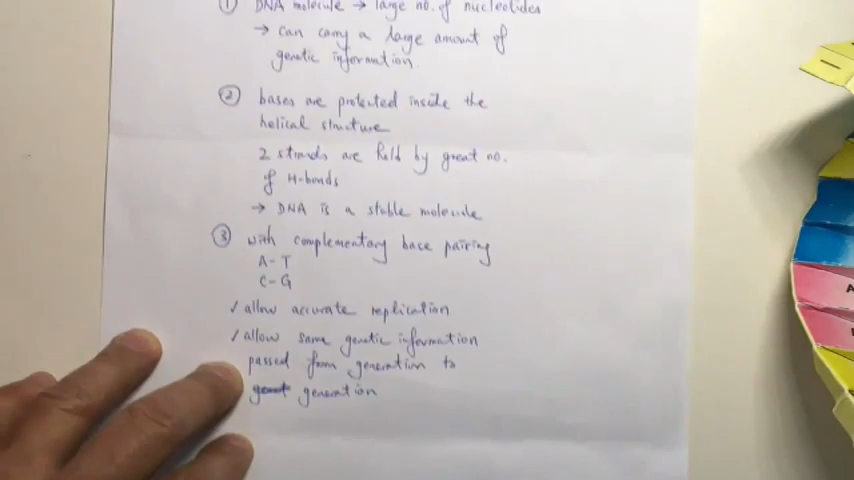 ① DNA molecule → large no. of nucleotides
→ can carry a large amount of
genetic information.
② bases are protected inside the
helical structure
2 strands are held by great no.
of H-bonds
→ DNA is a stable molecule
③ with complementary base pairing
A - T
C - G
✓ allow accurate replication
✓ allow same genetic information
passed from generation to
generation
A